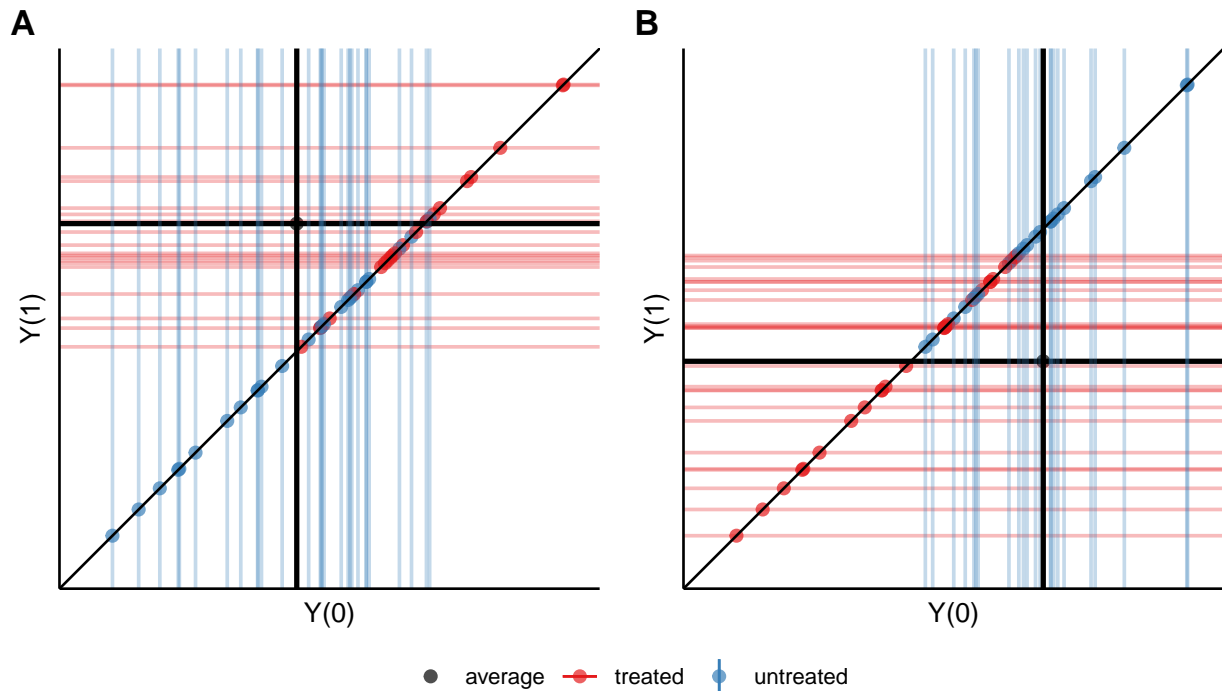 A
B
Y(1)
Y(0)
Y(1)
Y(0)
average treated untreated